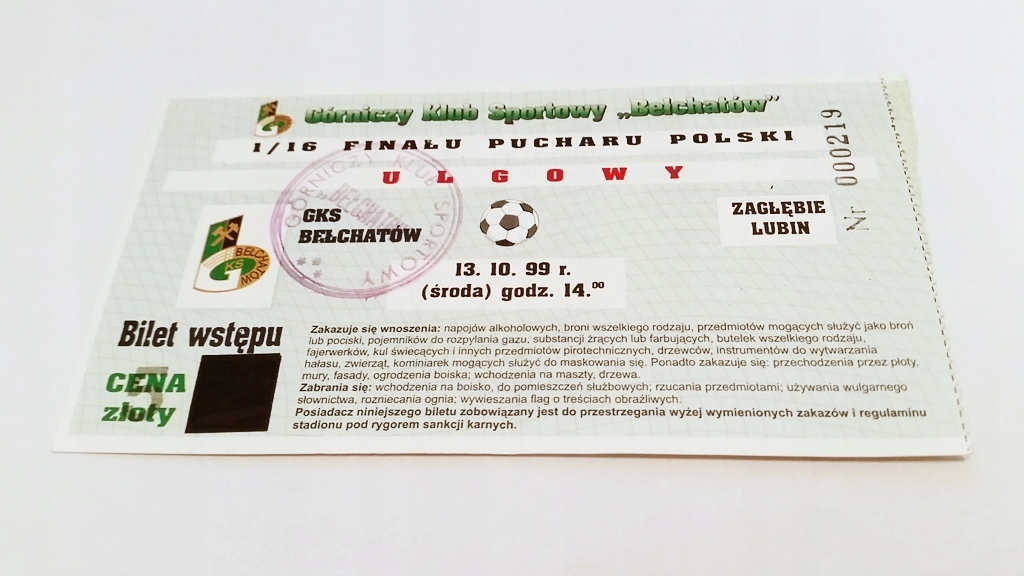 Górniczy Klub Sportowy „Bełchatów”
1/16 FINAŁU PUCHARU POLSKI
ULGOWY
Nr 000219
GKS BEŁCHATÓW
GÓRNICZY KLUB SPORTOWY
„BEŁCHATÓW”
GKS
BEŁCHATÓW
ZAGŁĘBIE
LUBIN
13. 10. 99 r.
(środa) godz. 14.00
Bilet wstępu
CENA
złoty
Zakazuje się wnoszenia: napojów alkoholowych, broni wszelkiego rodzaju, przedmiotów mogących służyć jako broń
lub pociski, pojemników do rozpylania gazu, substancji żrących lub farbujących, butelek wszelkiego rodzaju,
fajerwerków, kul świecących i innych przedmiotów pirotechnicznych, drzewców, instrumentów do wytwarzania
hałasu, zwierząt, kominiarek mogących służyć do maskowania się. Ponadto zakazuje się: przechodzenia przez płoty,
mury, fasady, ogrodzenia boiska; wchodzenia na maszty, drzewa.
Zabrania się: wchodzenia na boisko, do pomieszczeń służbowych; rzucania przedmiotami; używania wulgarnego
słownictwa, rozniecania ognia; wywieszania flag o treściach obraźliwych.
Posiadacz niniejszego biletu zobowiązany jest do przestrzegania wyżej wymienionych zakazów i regulaminu
stadionu pod rygorem sankcji karnych.